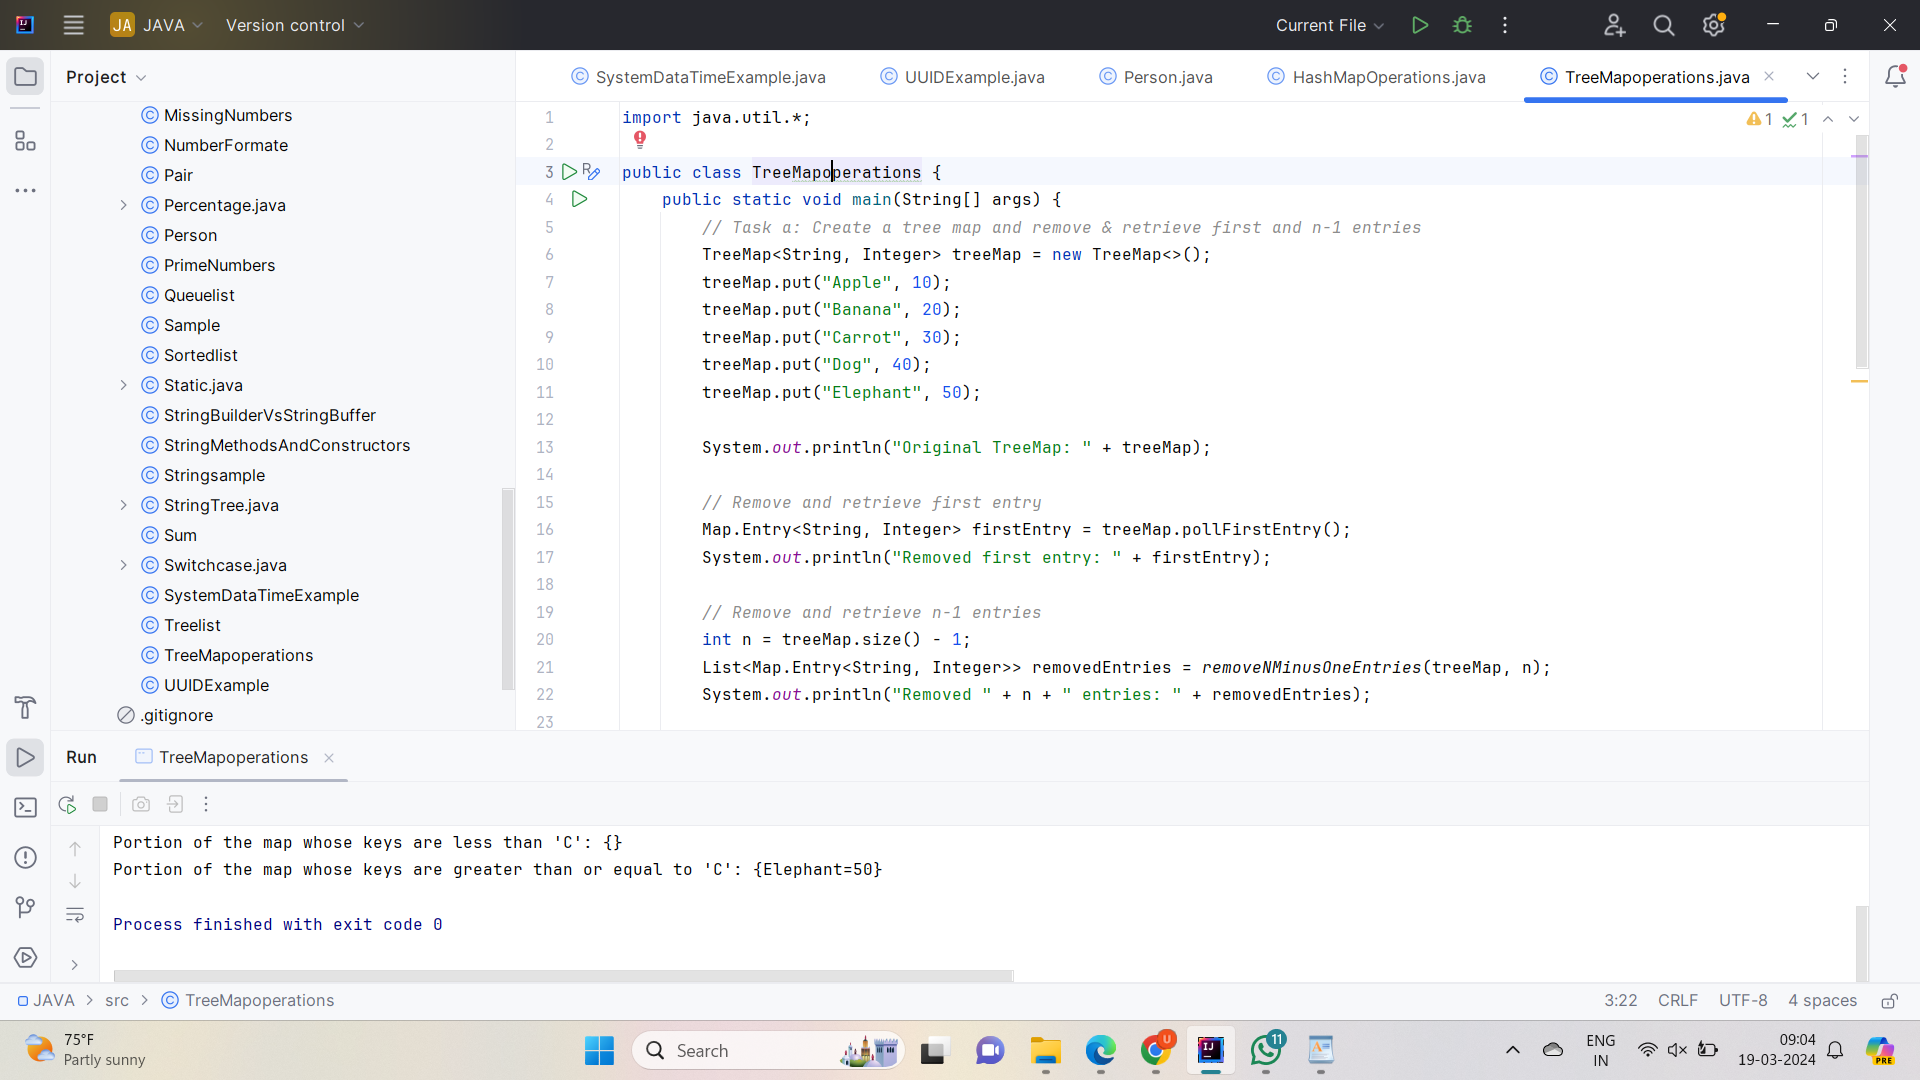 JA JAVA Version control Current File
Project
SystemDataTimeExample.java UUIDExample.java Person.java HashMapOperations.java TreeMapoperations.java
MissingNumbers
NumberFormate
Pair
Percentage.java
Person
PrimeNumbers
Queuelist
Sample
Sortedlist
Static.java
StringBuilderVsStringBuffer
StringMethodsAndConstructors
Stringsample
StringTree.java
Sum
Switchcase.java
SystemDataTimeExample
Treelist
TreeMapoperations
UUIDExample
.gitignore
1 import java.util.*;
1 1
2
3 public class TreeMapoperations {
4 public static void main(String[] args) {
5 // Task a: Create a tree map and remove & retrieve first and n-1 entries
6 TreeMap<String, Integer> treeMap = new TreeMap<>();
7 treeMap.put("Apple", 10);
8 treeMap.put("Banana", 20);
9 treeMap.put("Carrot", 30);
10 treeMap.put("Dog", 40);
11 treeMap.put("Elephant", 50);
12
13 System.out.println("Original TreeMap: " + treeMap);
14
15 // Remove and retrieve first entry
16 Map.Entry<String, Integer> firstEntry = treeMap.pollFirstEntry();
17 System.out.println("Removed first entry: " + firstEntry);
18
19 // Remove and retrieve n-1 entries
20 int n = treeMap.size() - 1;
21 List<Map.Entry<String, Integer>> removedEntries = removeNMinusOneEntries(treeMap, n);
22 System.out.println("Removed " + n + " entries: " + removedEntries);
23
Run TreeMapoperations
Portion of the map whose keys are less than 'C': {}
Portion of the map whose keys are greater than or equal to 'C': {Elephant=50}
Process finished with exit code 0
JAVA > src > TreeMapoperations 3:22 CRLF UTF-8 4 spaces
75°F
Partly sunny
Search
U
IJ
11
ENG
IN
09:04
19-03-2024
PRE